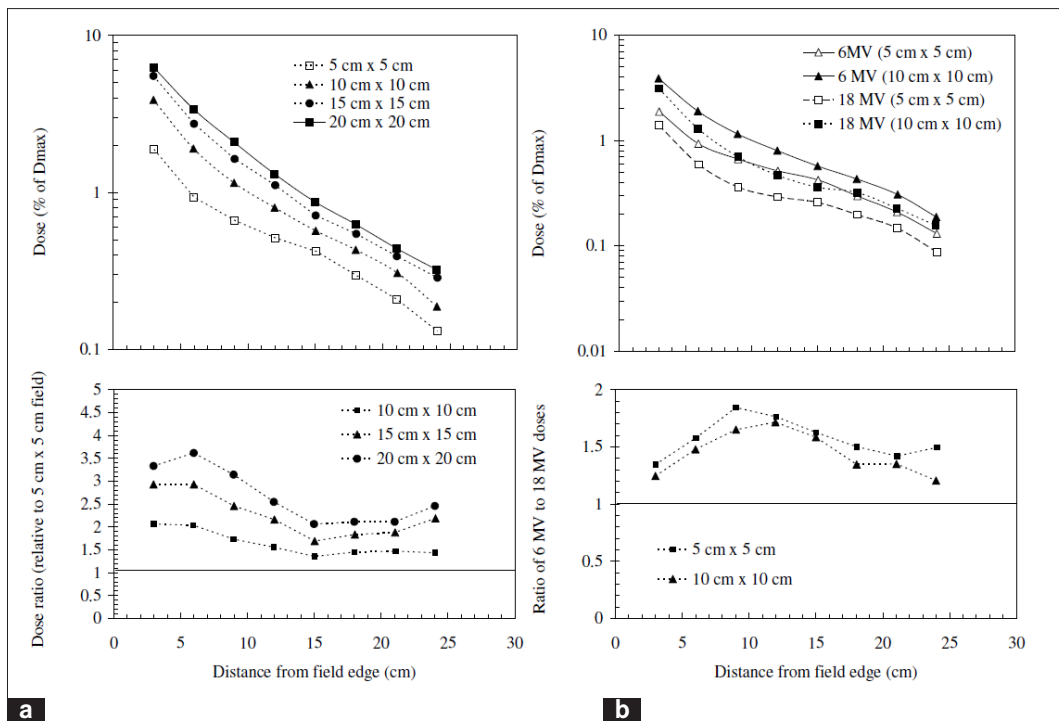 10
1
0.1
Dose (% of Dmax)
5 cm x 5 cm
10 cm x 10 cm
15 cm x 15 cm
20 cm x 20 cm
5
4.5
4
3.5
3
2.5
2
1.5
1
0.5
0
Dose ratio (relative to 5 cm x 5 cm field)
10 cm x 10 cm
15 cm x 15 cm
20 cm x 20 cm
0 5 10 15 20 25 30
Distance from field edge (cm)
a
10
1
0.1
0.01
Dose (% of Dmax)
6MV (5 cm x 5 cm)
6 MV (10 cm x 10 cm)
18 MV (5 cm x 5 cm)
18 MV (10 cm x 10 cm)
2
1.5
1
0.5
0
Ratio of 6 MV to 18 MV doses
5 cm x 5 cm
10 cm x 10 cm
0 5 10 15 20 25 30
Distance from field edge (cm)
b